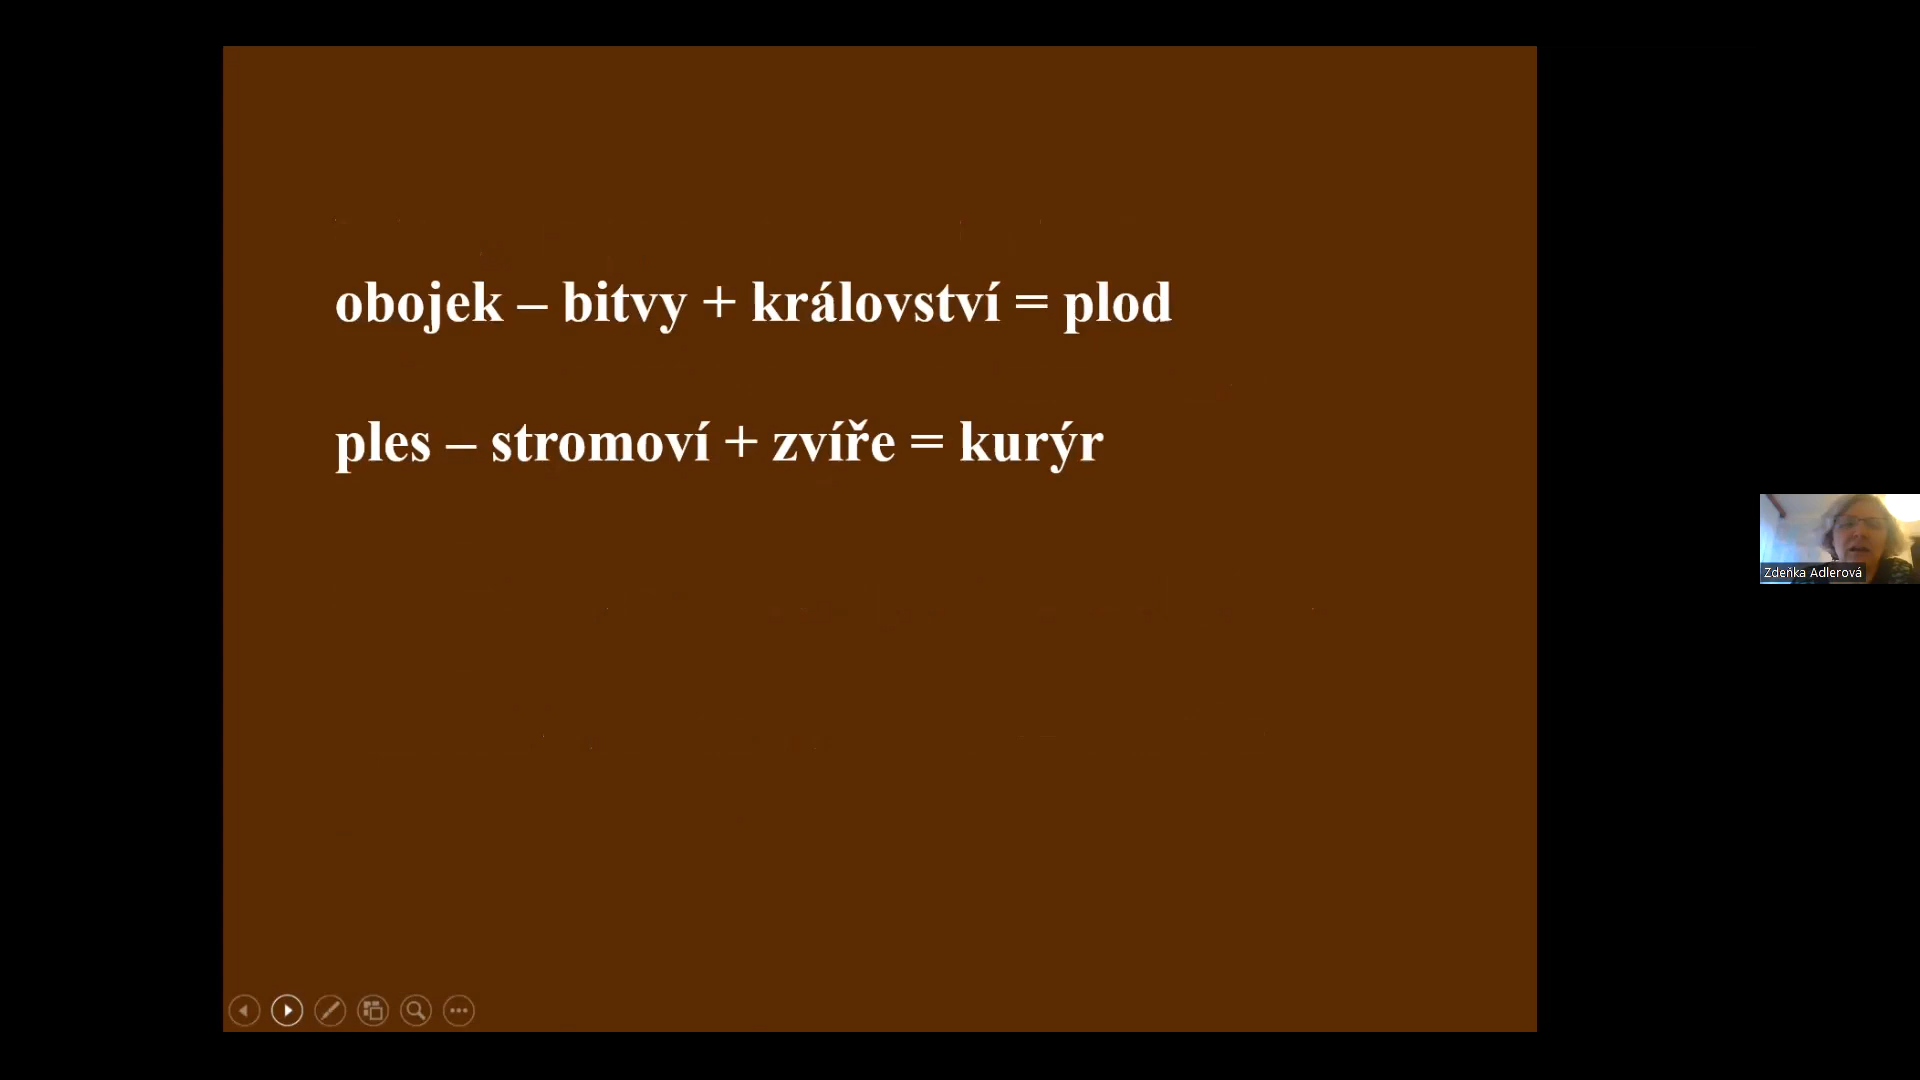 obojek – bitvy + království = plod
ples – stromoví + zvíře = kurýr
Zdeňka Adlerová